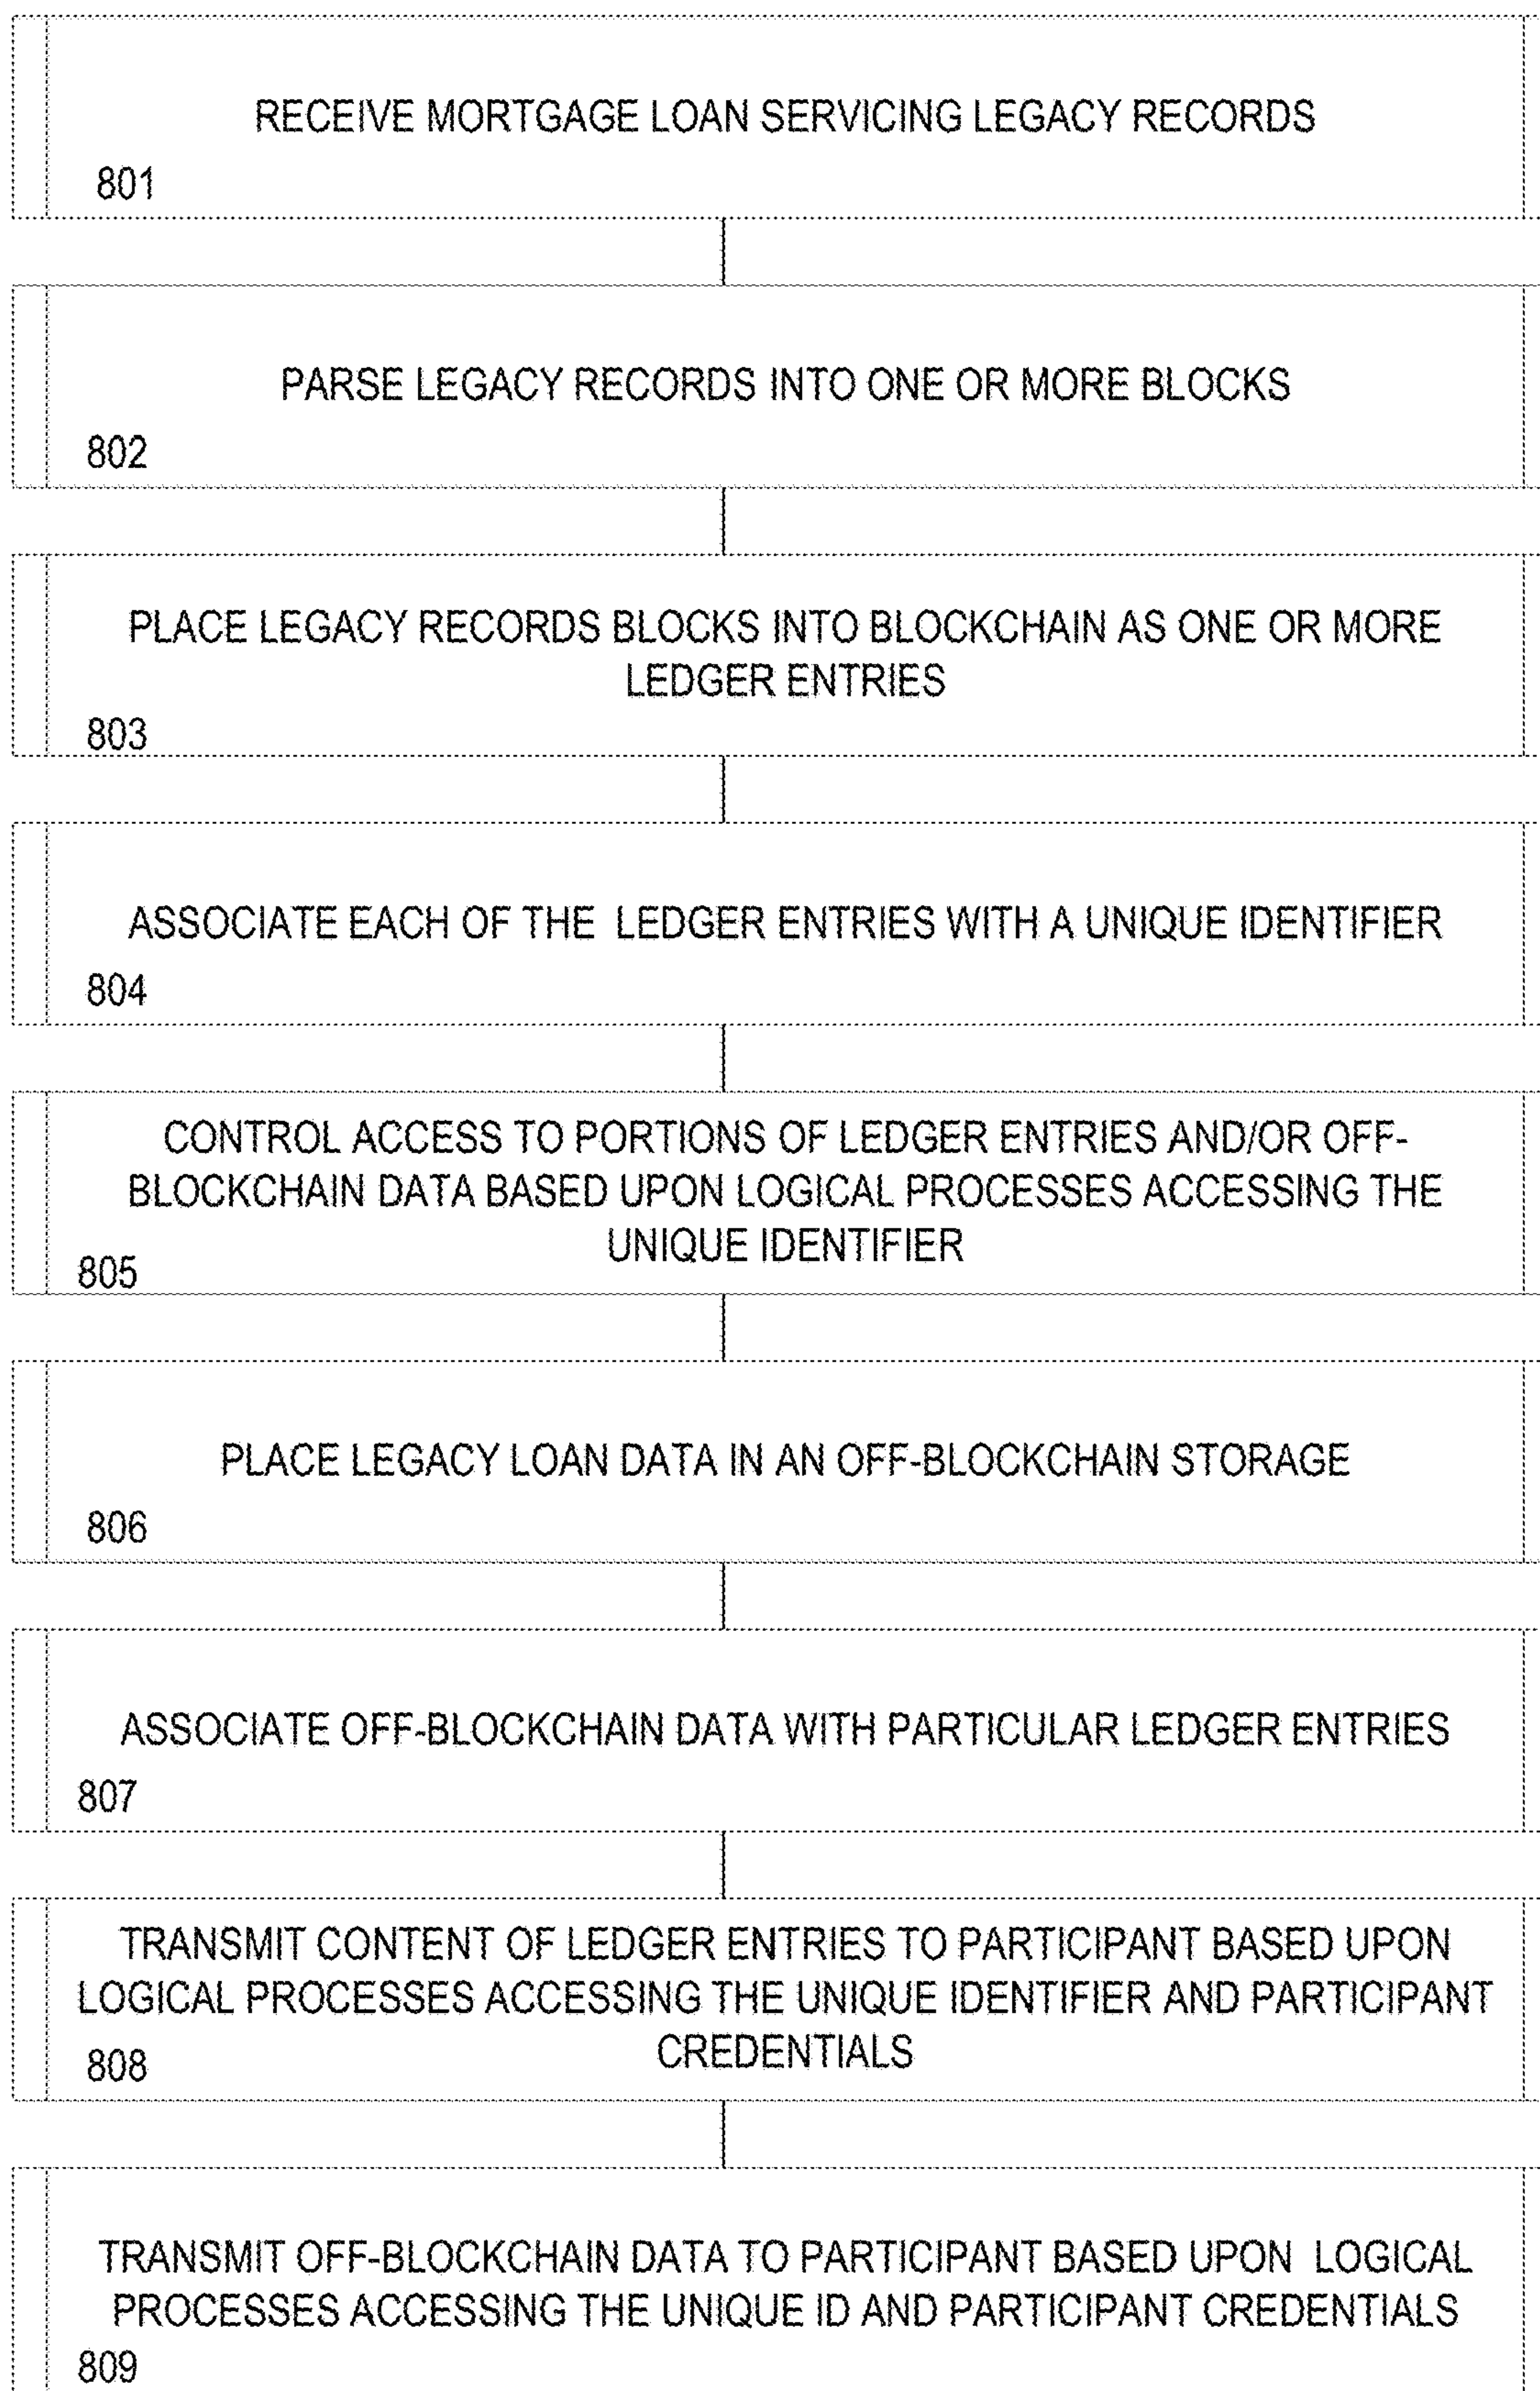 RECEIVE MORTGAGE LOAN SERVICING LEGACY RECORDS
801
PARSE LEGACY RECORDS INTO ONE OR MORE BLOCKS
802
PLACE LEGACY RECORDS BLOCKS INTO BLOCKCHAIN AS ONE OR MORE
LEDGER ENTRIES
803
ASSOCIATE EACH OF THE LEDGER ENTRIES WITH A UNIQUE IDENTIFIER
804
CONTROL ACCESS TO PORTIONS OF LEDGER ENTRIES AND/OR OFF-
BLOCKCHAIN DATA BASED UPON LOGICAL PROCESSES ACCESSING THE
UNIQUE IDENTIFIER
805
PLACE LEGACY LOAN DATA IN AN OFF-BLOCKCHAIN STORAGE
806
ASSOCIATE OFF-BLOCKCHAIN DATA WITH PARTICULAR LEDGER ENTRIES
807
TRANSMIT CONTENT OF LEDGER ENTRIES TO PARTICIPANT BASED UPON
LOGICAL PROCESSES ACCESSING THE UNIQUE IDENTIFIER AND PARTICIPANT
CREDENTIALS
808
TRANSMIT OFF-BLOCKCHAIN DATA TO PARTICIPANT BASED UPON LOGICAL
PROCESSES ACCESSING THE UNIQUE ID AND PARTICIPANT CREDENTIALS
809